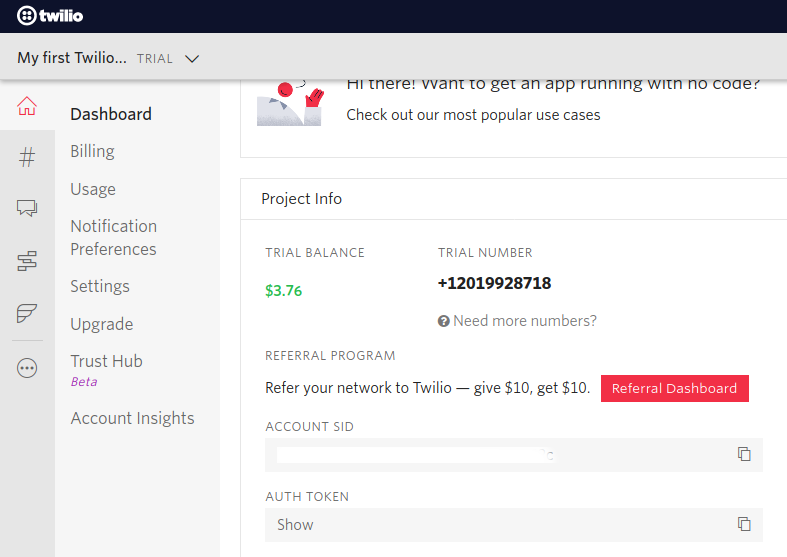 twilio
My first Twilio... TRIAL
Dashboard
Billing
Usage
Notification
Preferences
Settings
Upgrade
Trust Hub
Beta
Account Insights
Hi there! Want to get an app running with no code?
Check out our most popular use cases
Project Info
TRIAL BALANCE
$3.76
TRIAL NUMBER
+12019928718
Need more numbers?
REFERRAL PROGRAM
Refer your network to Twilio — give $10, get $10. Referral Dashboard
ACCOUNT SID
AUTH TOKEN
Show